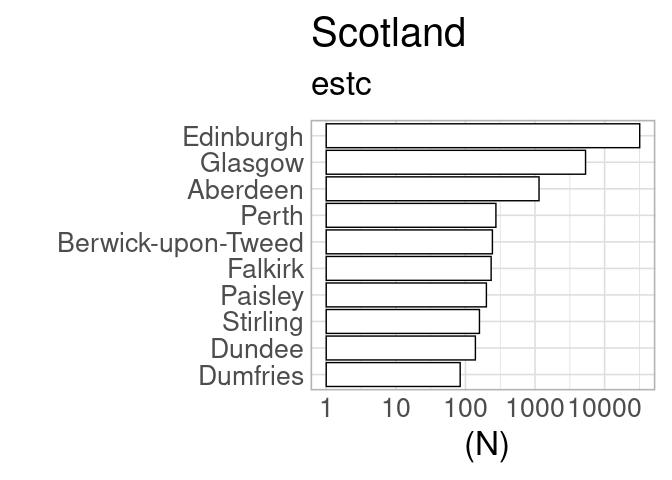 Scotland
estc
Edinburgh
Glasgow
Aberdeen
Perth
Berwick-upon-Tweed
Falkirk
Paisley
Stirling
Dundee
Dumfries
1 10 100 1000 10000
(N)